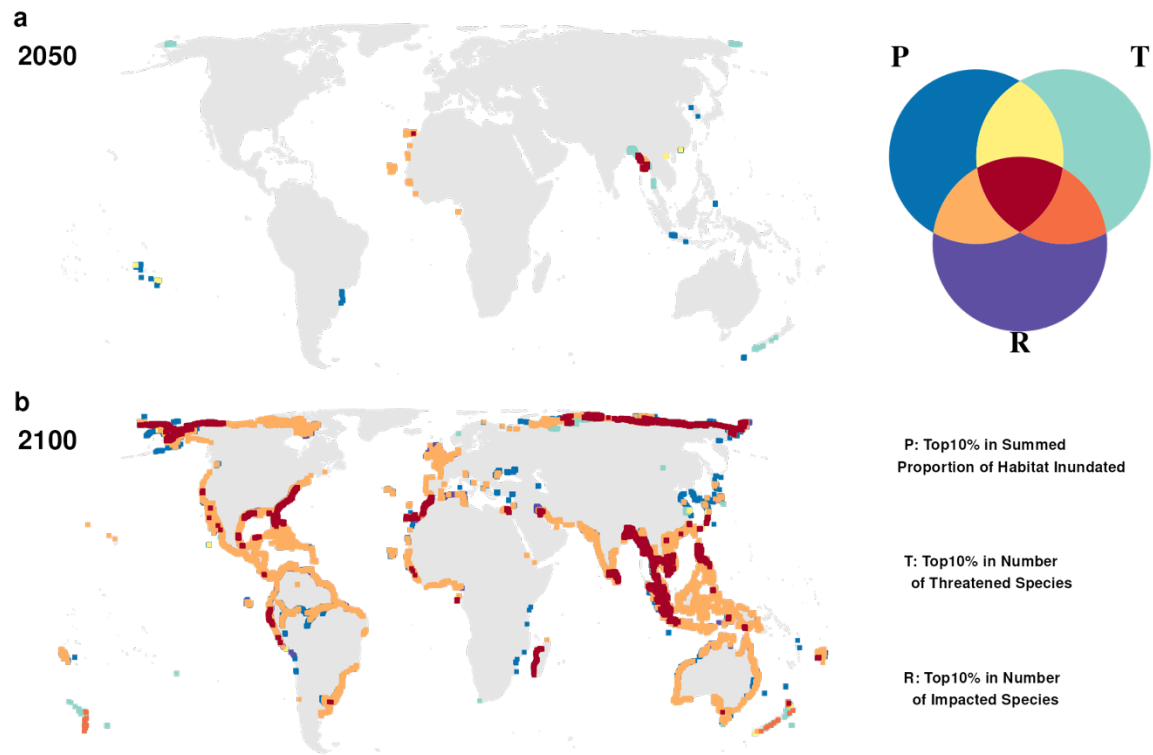 a
2050
P
T
R
b
2100
P: Top10% in Summed
Proportion of Habitat Inundated
T: Top10% in Number
of Threatened Species
R: Top10% in Number
of Impacted Species